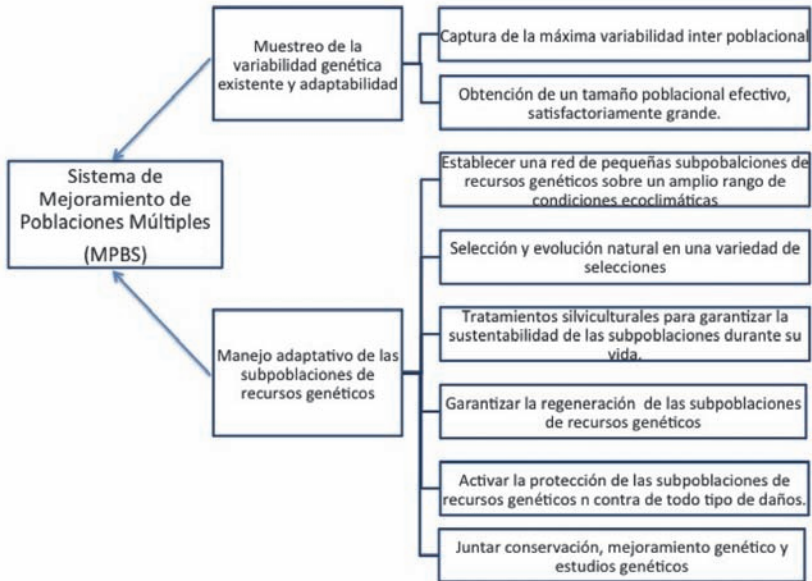 Sistema de
Mejoramiento de
Poblaciones Múltiples
(MPBS)
Muestreo de la
variabilidad genética
existente y adaptabilidad
Captura de la máxima variabilidad inter poblacional
Obtención de un tamaño poblacional efectivo,
satisfactoriamente grande.
Manejo adaptativo de las
subpoblaciones de
recursos genéticos
Establecer una red de pequeñas subpobalciones de
recursos genéticos sobre un amplio rango de
condiciones ecoclimáticas
Selección y evolución natural en una variedad de
selecciones
Tratamientos silviculturales para garantizar la
sustentabilidad de las subpoblaciones durante su
vida.
Garantizar la regeneración de las subpoblaciones
de recursos genéticos
Activar la protección de las subpoblaciones de
recursos genéticos n contra de todo tipo de daños.
Juntar conservación, mejoramiento genético y
estudios genéticos